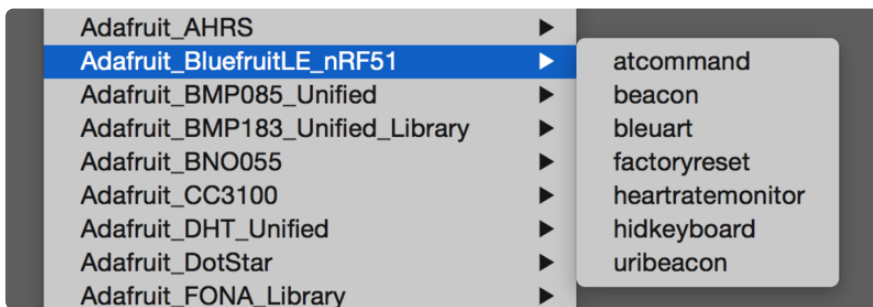 Adafruit_AHRS
Adafruit_BluefruitLE_nRF51
Adafruit_BMP085_Unified
Adafruit_BMP183_Unified_Library
Adafruit_BNO055
Adafruit_CC3100
Adafruit_DHT_Unified
Adafruit_DotStar
Adafruit_FONA_Library
atcommand
beacon
bleuart
factoryreset
heartratemonitor
hidkeyboard
uribeacon